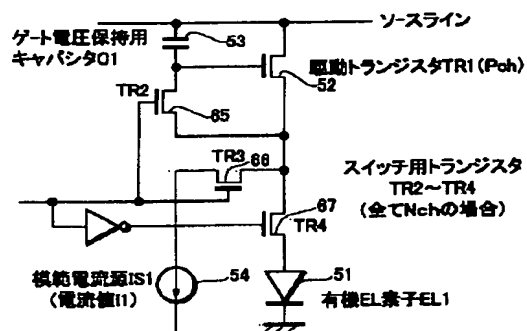 ソースライン
ゲート電圧保持用
キャパシタC1
53
駆動トランジスタTR1(Pch)
52
TR2
65
TR3
66
スイッチ用トランジスタ
TR2~TR4
(全てNchの場合)
67
TR4
模範電流源IS1
(電流値I1)
54
51
有機EL素子EL1